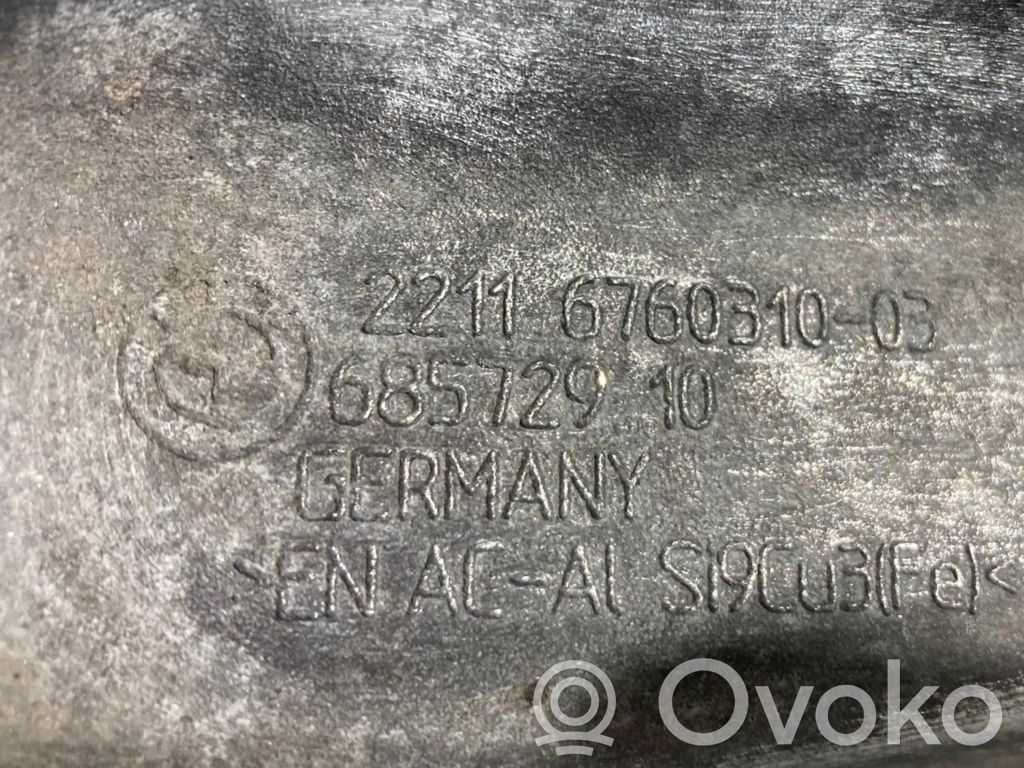 2211 6760310-03
685729 10
GERMANY
>EN AC-Al Si9Cu3(Fe)<
Ovoko